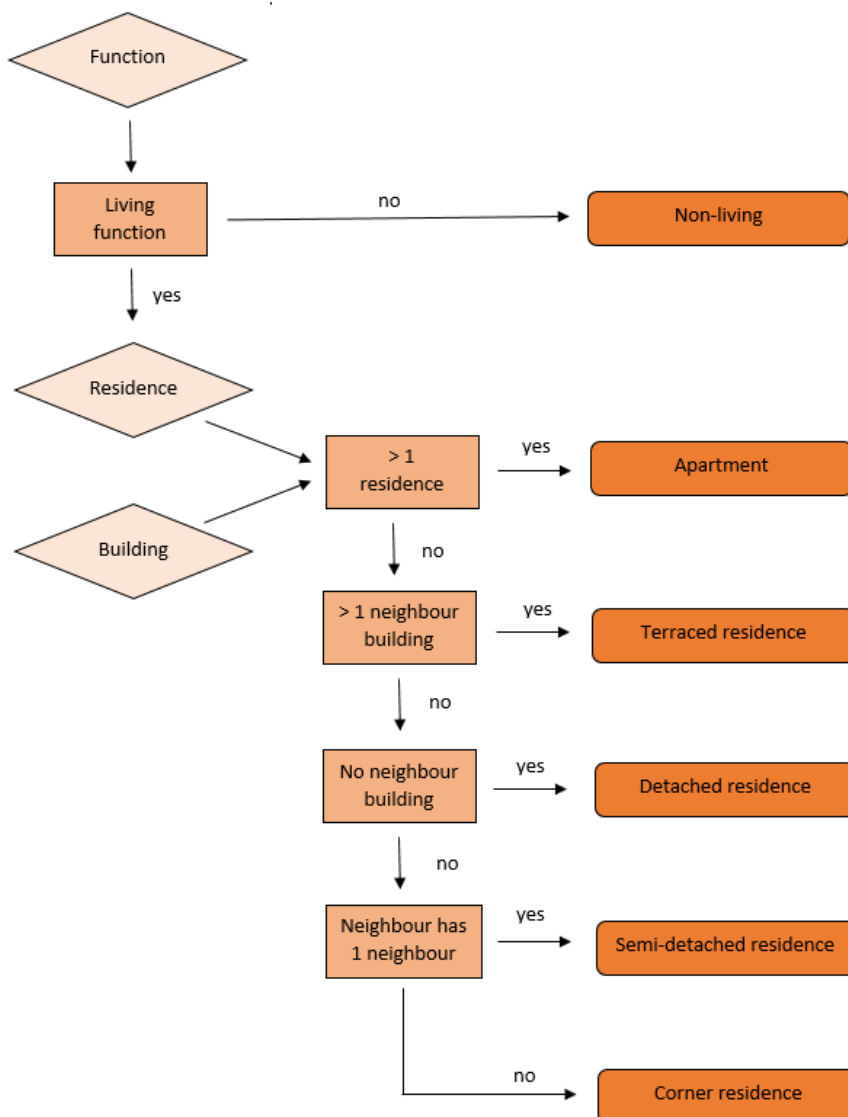 Function
Living
function
no
Non-living
yes
Residence
> 1
residence
yes
Apartment
Building
no
> 1 neighbour
building
yes
Terraced residence
no
No neighbour
building
yes
Detached residence
no
Neighbour has
1 neighbour
yes
Semi-detached residence
no
Corner residence